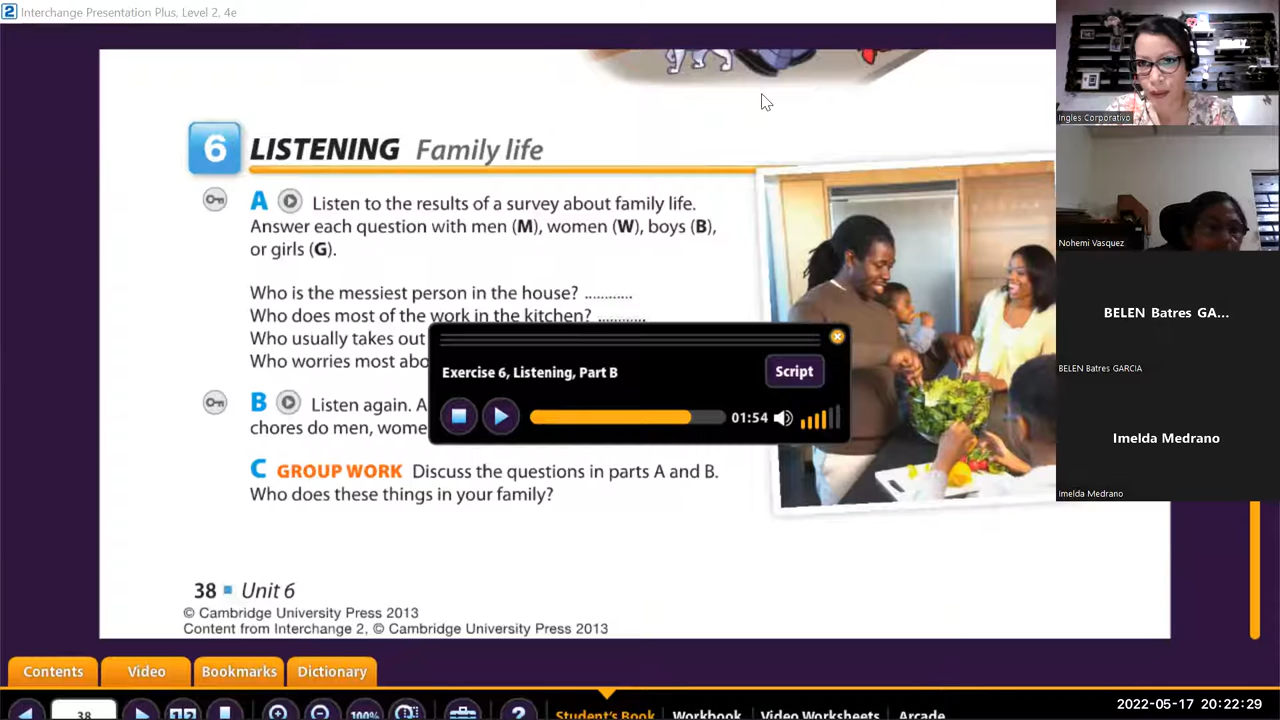 Interchange Presentation Plus, Level 2, 4e
6 LISTENING Family life
A Listen to the results of a survey about family life.
Answer each question with men (M), women (W), boys (B),
or girls (G).
Who is the messiest person in the house? ............
Who does most of the work in the kitchen? ............
Who usually takes out
Who worries most abo
B Listen again. A
chores do men, wome
Exercise 6, Listening, Part B
Script
01:54
C GROUP WORK Discuss the questions in parts A and B.
Who does these things in your family?
38 Unit 6
© Cambridge University Press 2013
Content from Interchange 2, © Cambridge University Press 2013
Ingles Corporativo
Nohemi Vasquez
BELEN Batres GA...
BELEN Batres GARCIA
Imelda Medrano
Imelda Medrano
Contents Video Bookmarks Dictionary
38 100% ? Student's Book Workbook Video Worksheets Arcade
2022-05-17 20:22:29